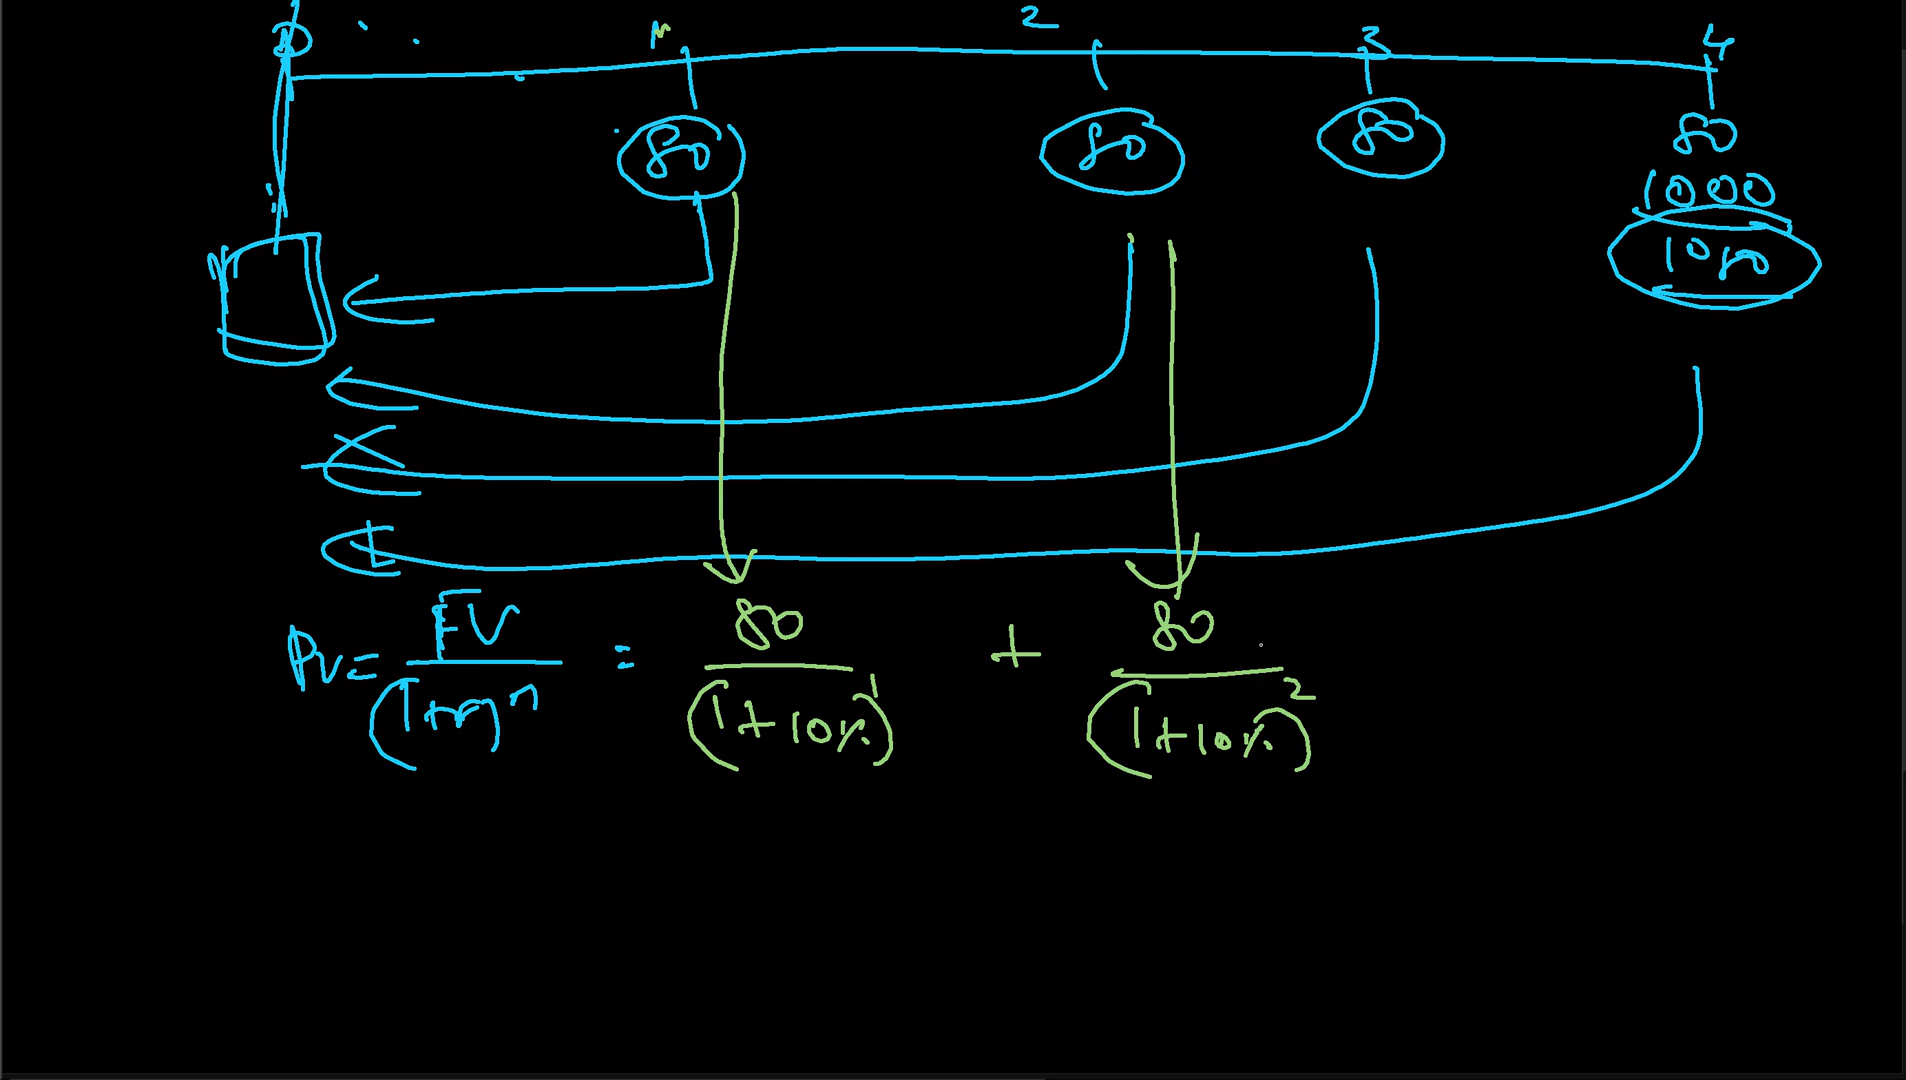 0 2 3 4
80 80 80 80
1000
1080
PV = FV / (1+r)^n = 80 / (1+10%)^1 + 80 / (1+10%)^2